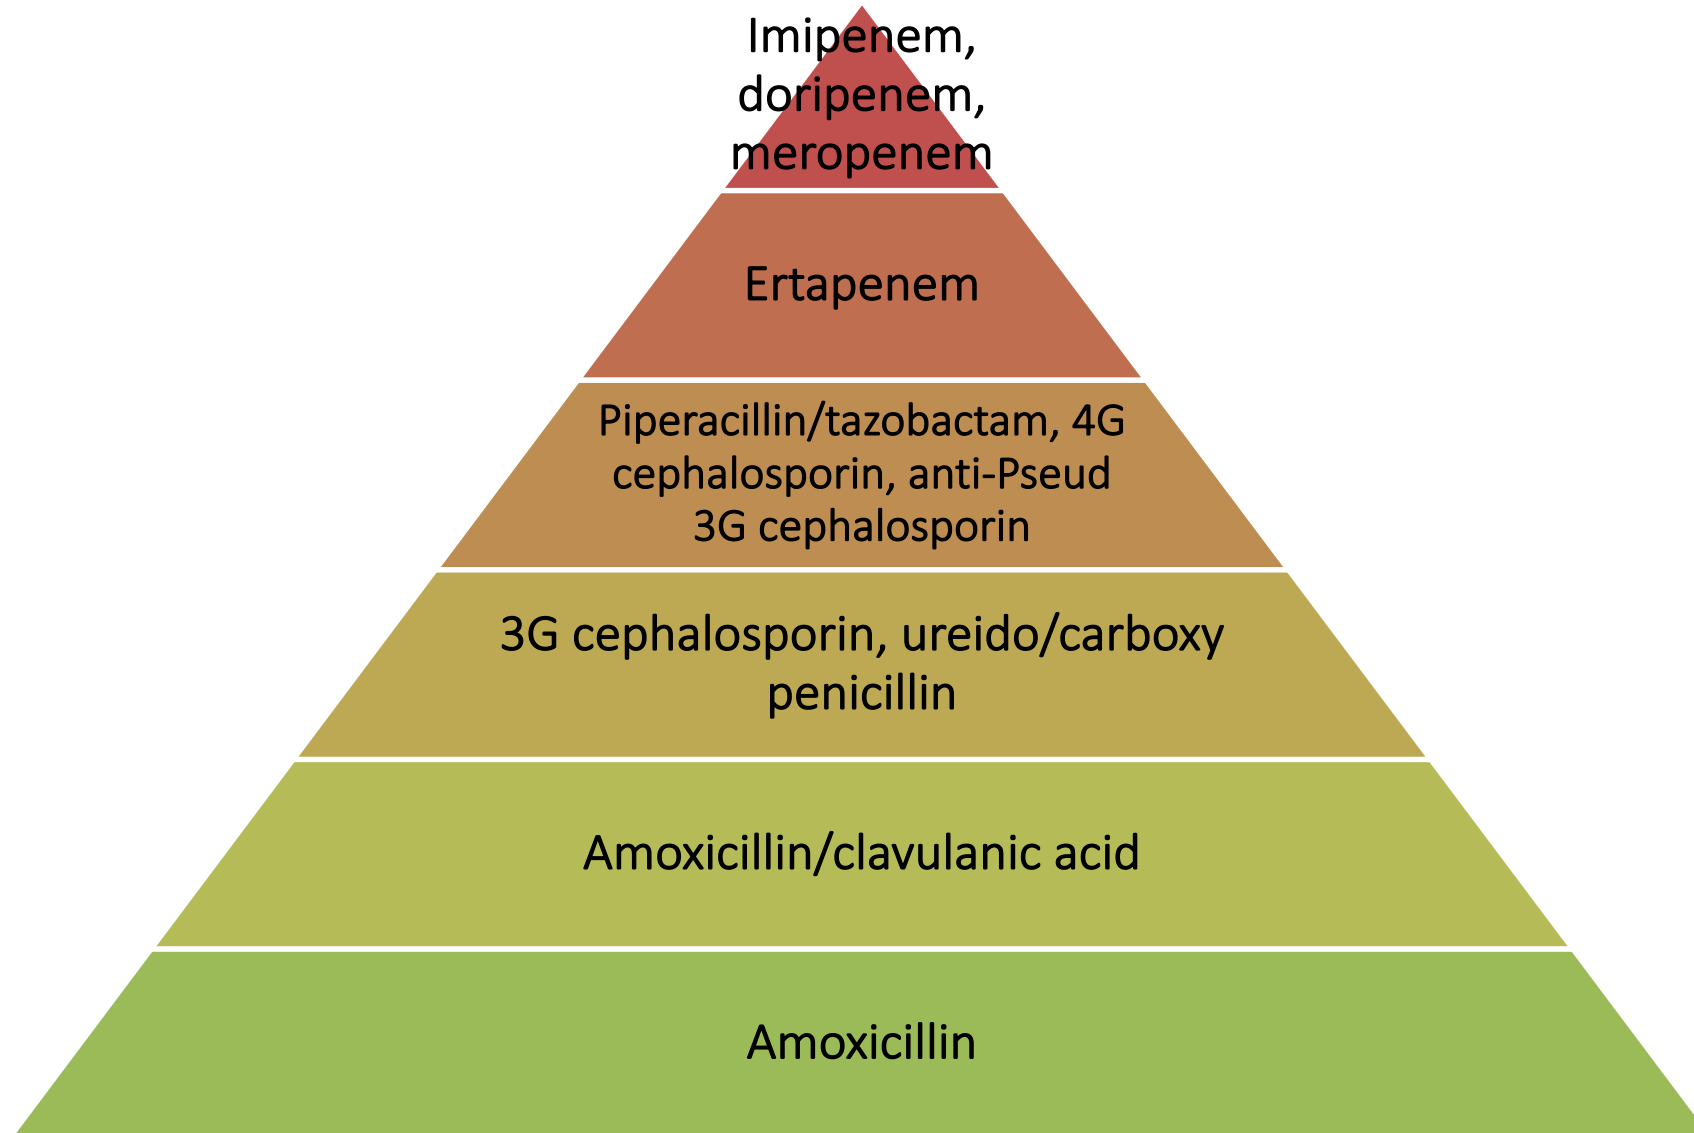 Imipenem,
doripenem,
meropenem
Ertapenem
Piperacillin/tazobactam, 4G
cephalosporin, anti-Pseud
3G cephalosporin
3G cephalosporin, ureido/carboxy
penicillin
Amoxicillin/clavulanic acid
Amoxicillin